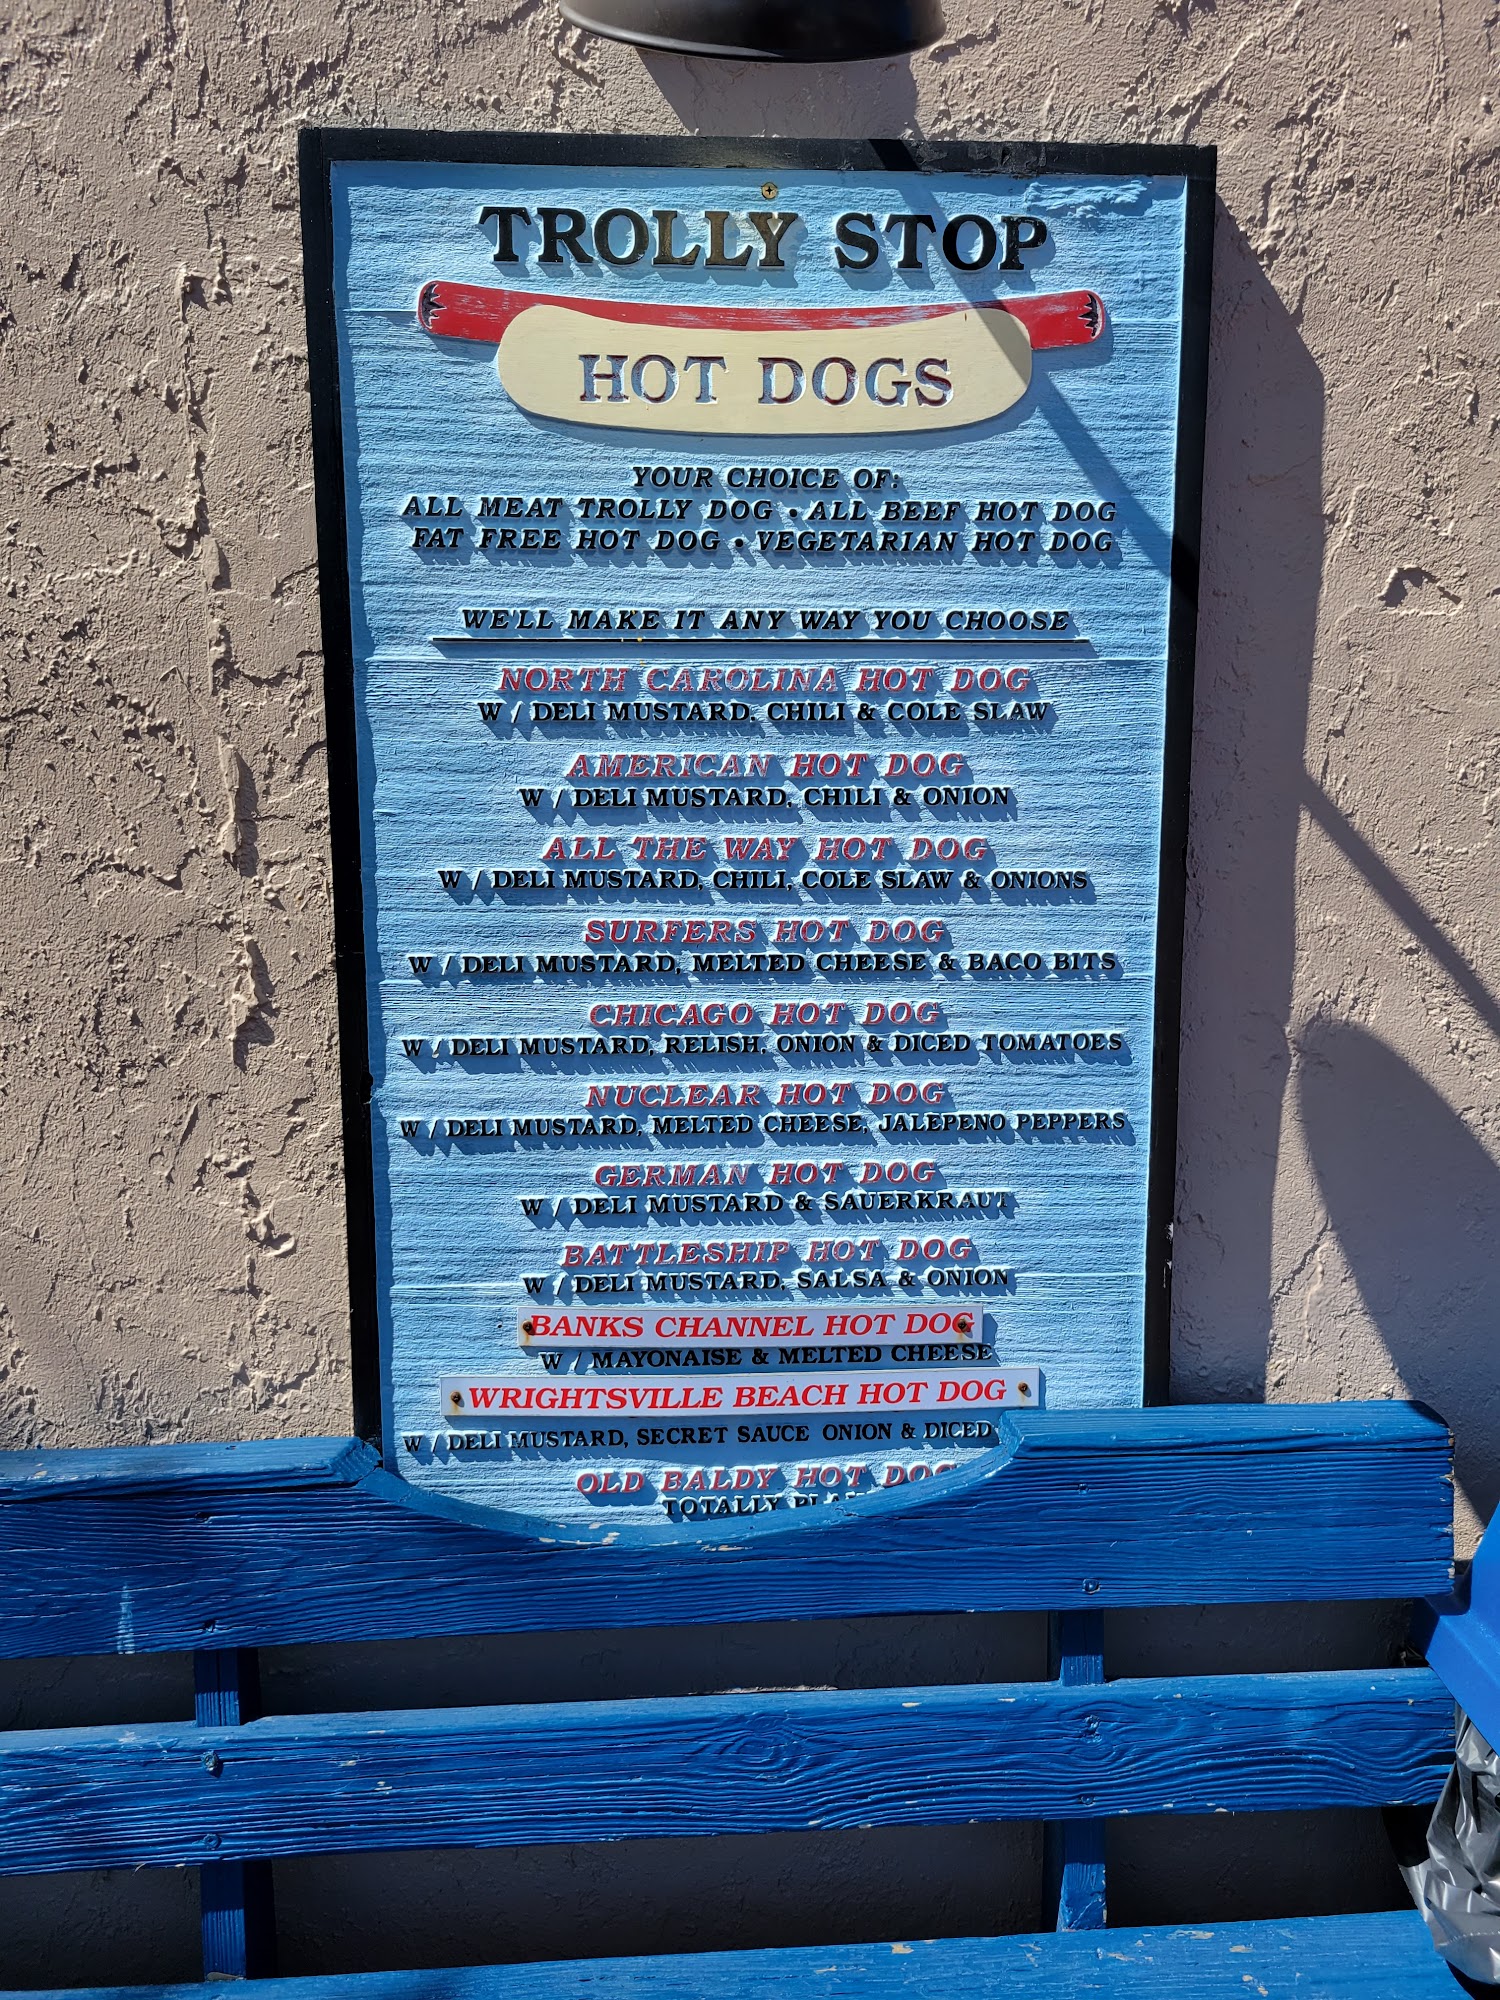 TROLLY STOP
HOT DOGS
YOUR CHOICE OF:
ALL MEAT TROLLY DOG • ALL BEEF HOT DOG
FAT FREE HOT DOG • VEGETARIAN HOT DOG
WE'LL MAKE IT ANY WAY YOU CHOOSE
NORTH CAROLINA HOT DOG
W / DELI MUSTARD, CHILI & COLE SLAW
AMERICAN HOT DOG
W / DELI MUSTARD, CHILI & ONION
ALL THE WAY HOT DOG
W / DELI MUSTARD, CHILI, COLE SLAW & ONIONS
SURFERS HOT DOG
W / DELI MUSTARD, MELTED CHEESE & BACO BITS
CHICAGO HOT DOG
W / DELI MUSTARD, RELISH, ONION & DICED TOMATOES
NUCLEAR HOT DOG
W / DELI MUSTARD, MELTED CHEESE, JALEPENO PEPPERS
GERMAN HOT DOG
W / DELI MUSTARD & SAUERKRAUT
BATTLESHIP HOT DOG
W / DELI MUSTARD, SALSA & ONION
BANKS CHANNEL HOT DOG
W / MAYONAISE & MELTED CHEESE
WRIGHTSVILLE BEACH HOT DOG
W / DELI MUSTARD, SECRET SAUCE ONION & DICED
OLD BALDY HOT DOG
TOTALLY